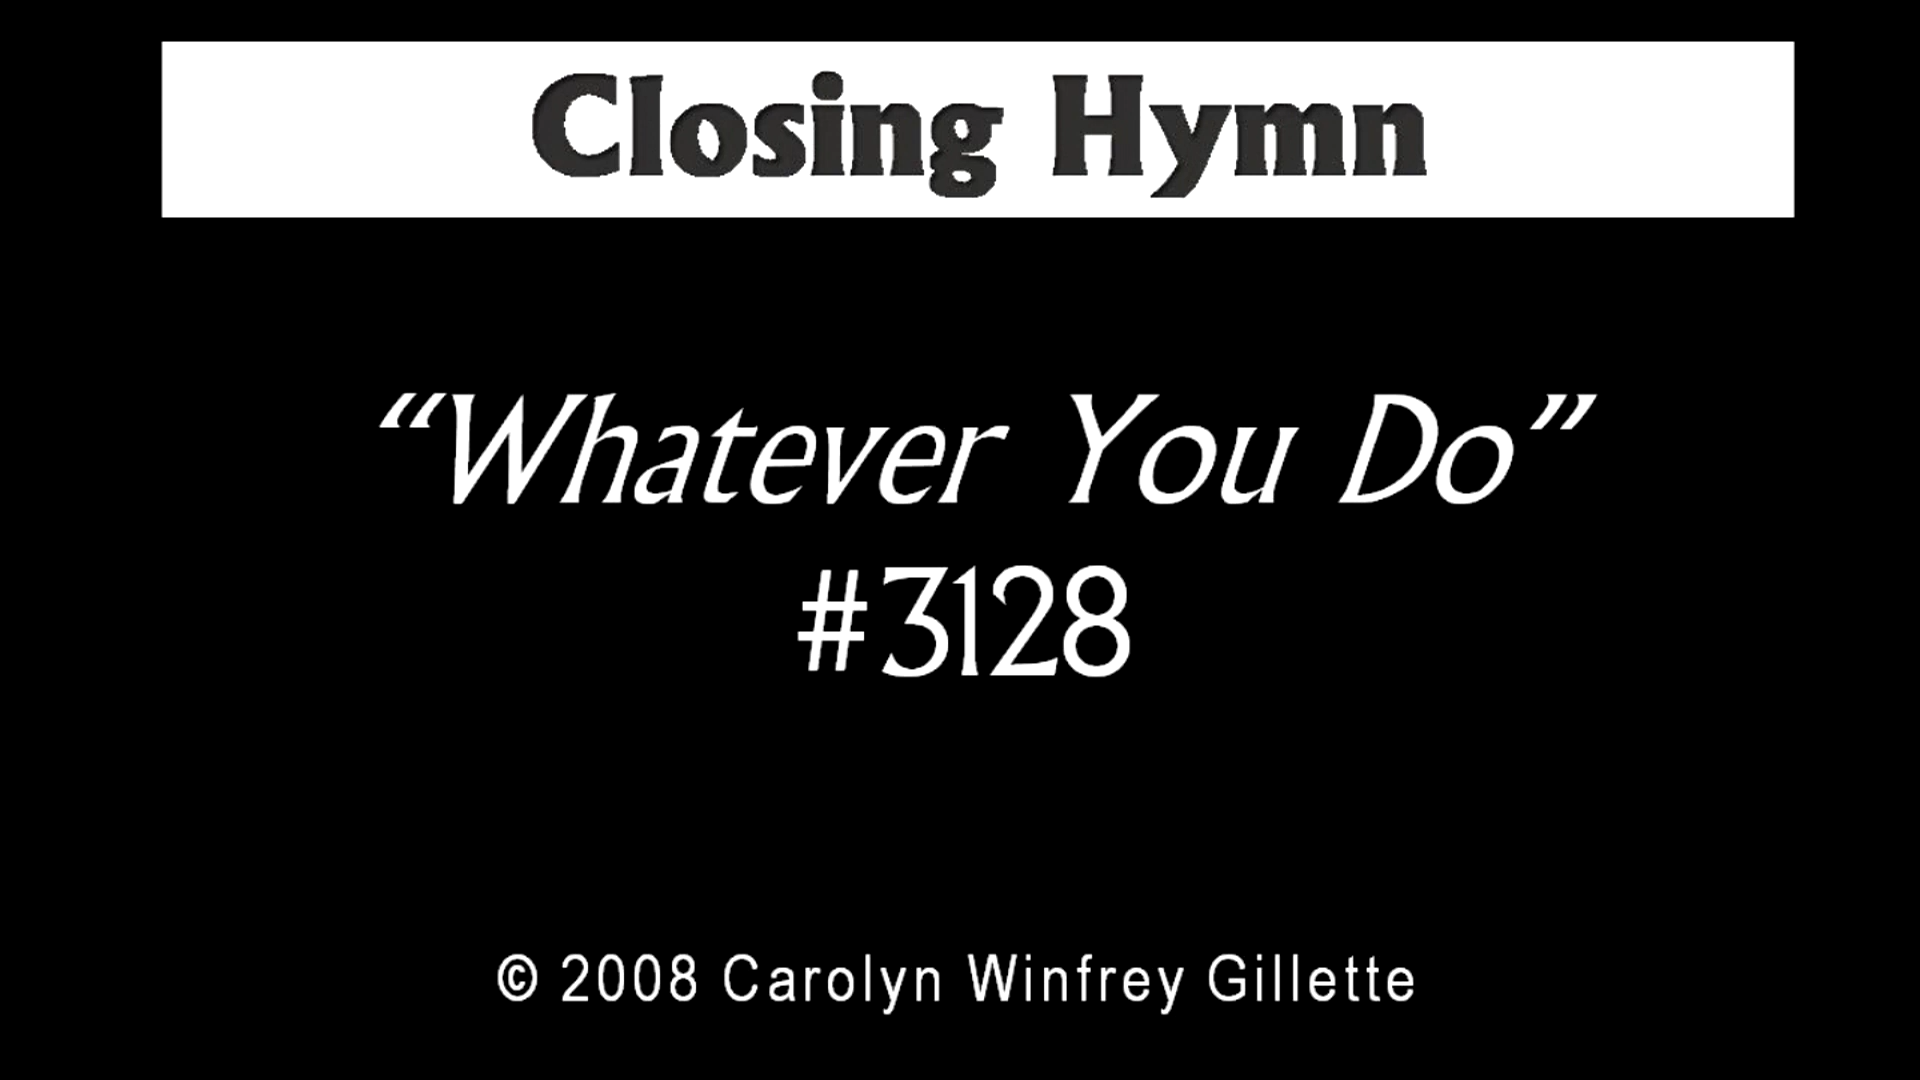 Closing Hymn
“Whatever You Do”
#3128
© 2008 Carolyn Winfrey Gillette